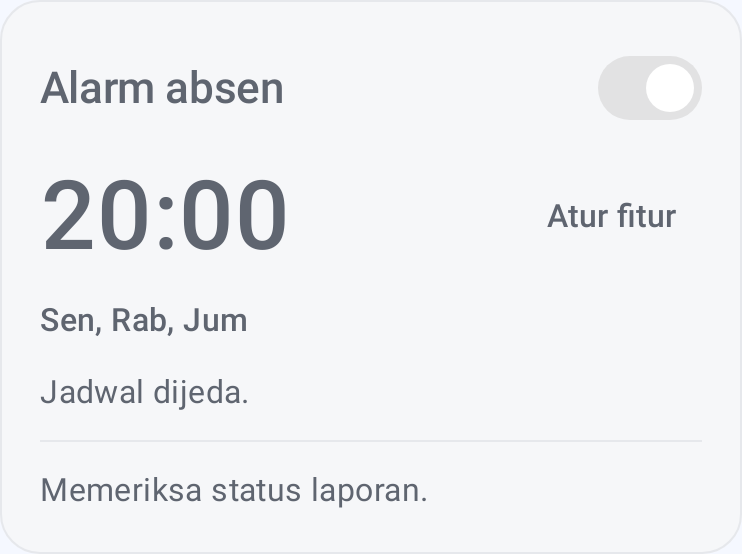 Alarm absen
20:00
Atur fitur
Sen, Rab, Jum
Jadwal dijeda.
Memeriksa status laporan.